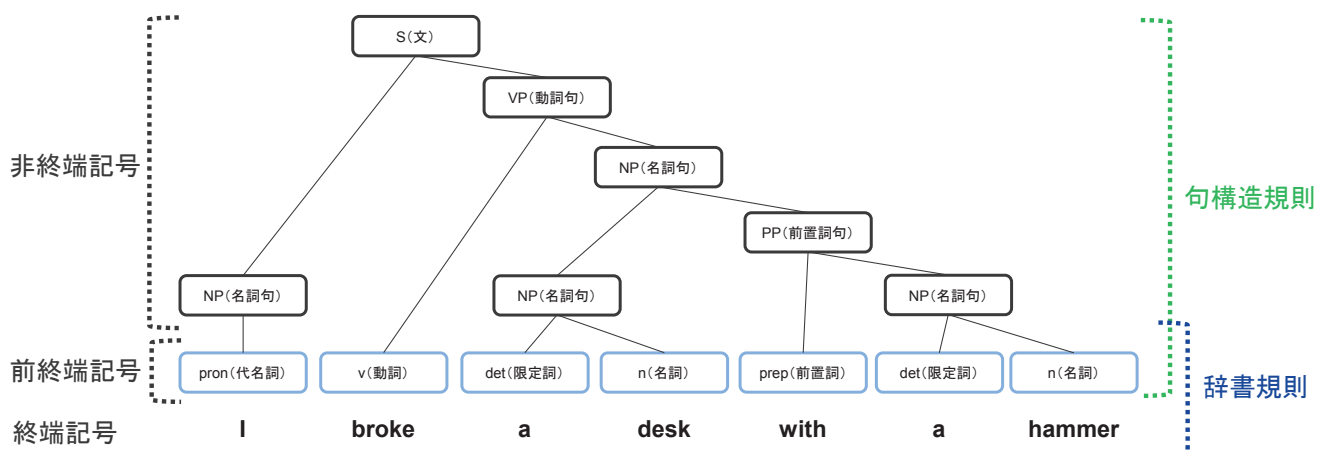 S(文)
VP(動詞句)
非終端記号
NP(名詞句)
句構造規則
PP(前置詞句)
NP(名詞句)
NP(名詞句)
NP(名詞句)
前終端記号
pron(代名詞)
v(動詞)
det(限定詞)
n(名詞)
prep(前置詞)
det(限定詞)
n(名詞)
辞書規則
終端記号
I broke a desk with a hammer